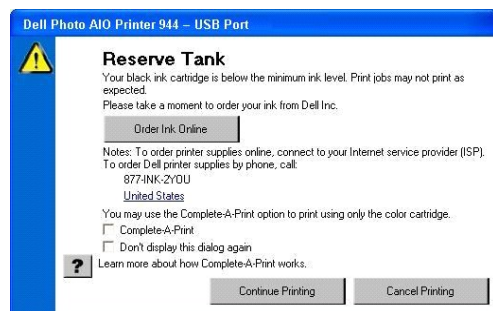 Dell Photo AIO Printer 944 – USB Port
Reserve Tank
Your black ink cartridge is below the minimum ink level. Print jobs may not print as
expected.
Please take a moment to order your ink from Dell Inc.
Order Ink Online
Notes: To order printer supplies online, connect to your Internet service provider (ISP).
To order Dell printer supplies by phone, call:
877-INK-2YOU
United States
You may use the Complete-A-Print option to print using only the color cartridge.
Complete-A-Print
Don't display this dialog again
? Learn more about how Complete-A-Print works.
Continue Printing Cancel Printing